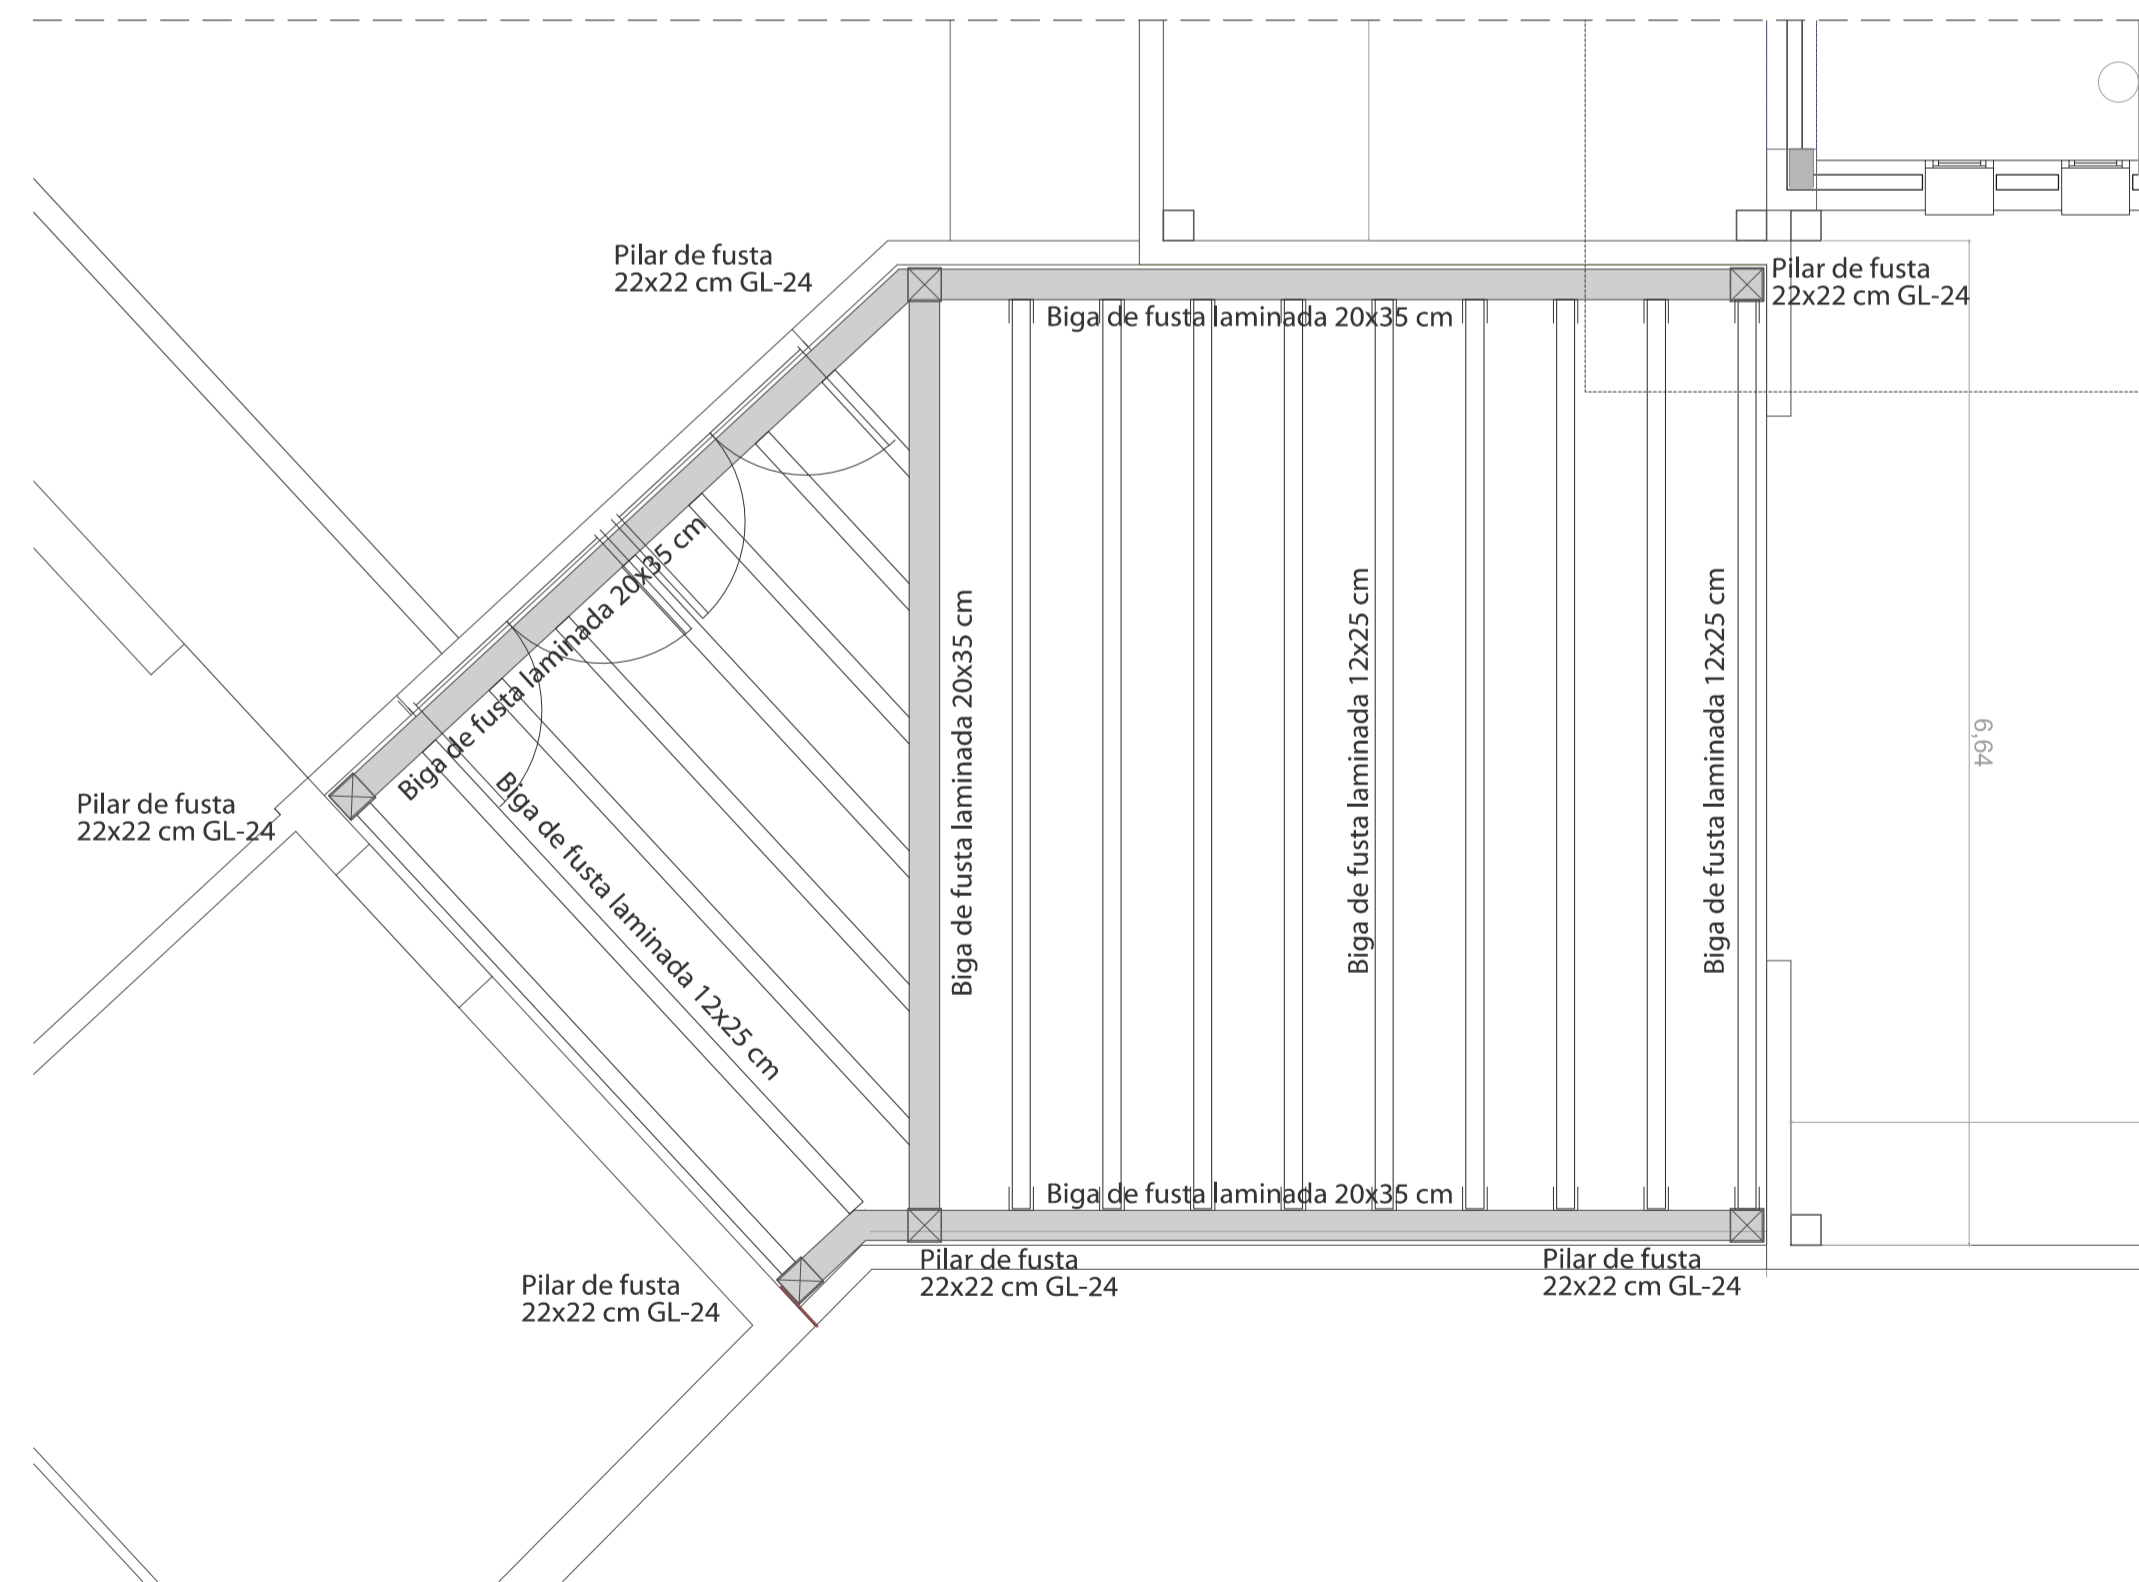 Pilar de fusta
22x22 cm GL-24
Pilar de fusta
22x22 cm GL-24
Biga de fusta laminada 20x35 cm
Biga de fusta laminada 20x35 cm
Biga de fusta laminada 20x35 cm
Biga de fusta laminada 12x25 cm
Biga de fusta laminada 12x25 cm
6,64
Pilar de fusta
22x22 cm GL-24
Biga de fusta laminada 12x25 cm
Biga de fusta laminada 20x35 cm
Pilar de fusta
22x22 cm GL-24
Pilar de fusta
22x22 cm GL-24
Pilar de fusta
22x22 cm GL-24